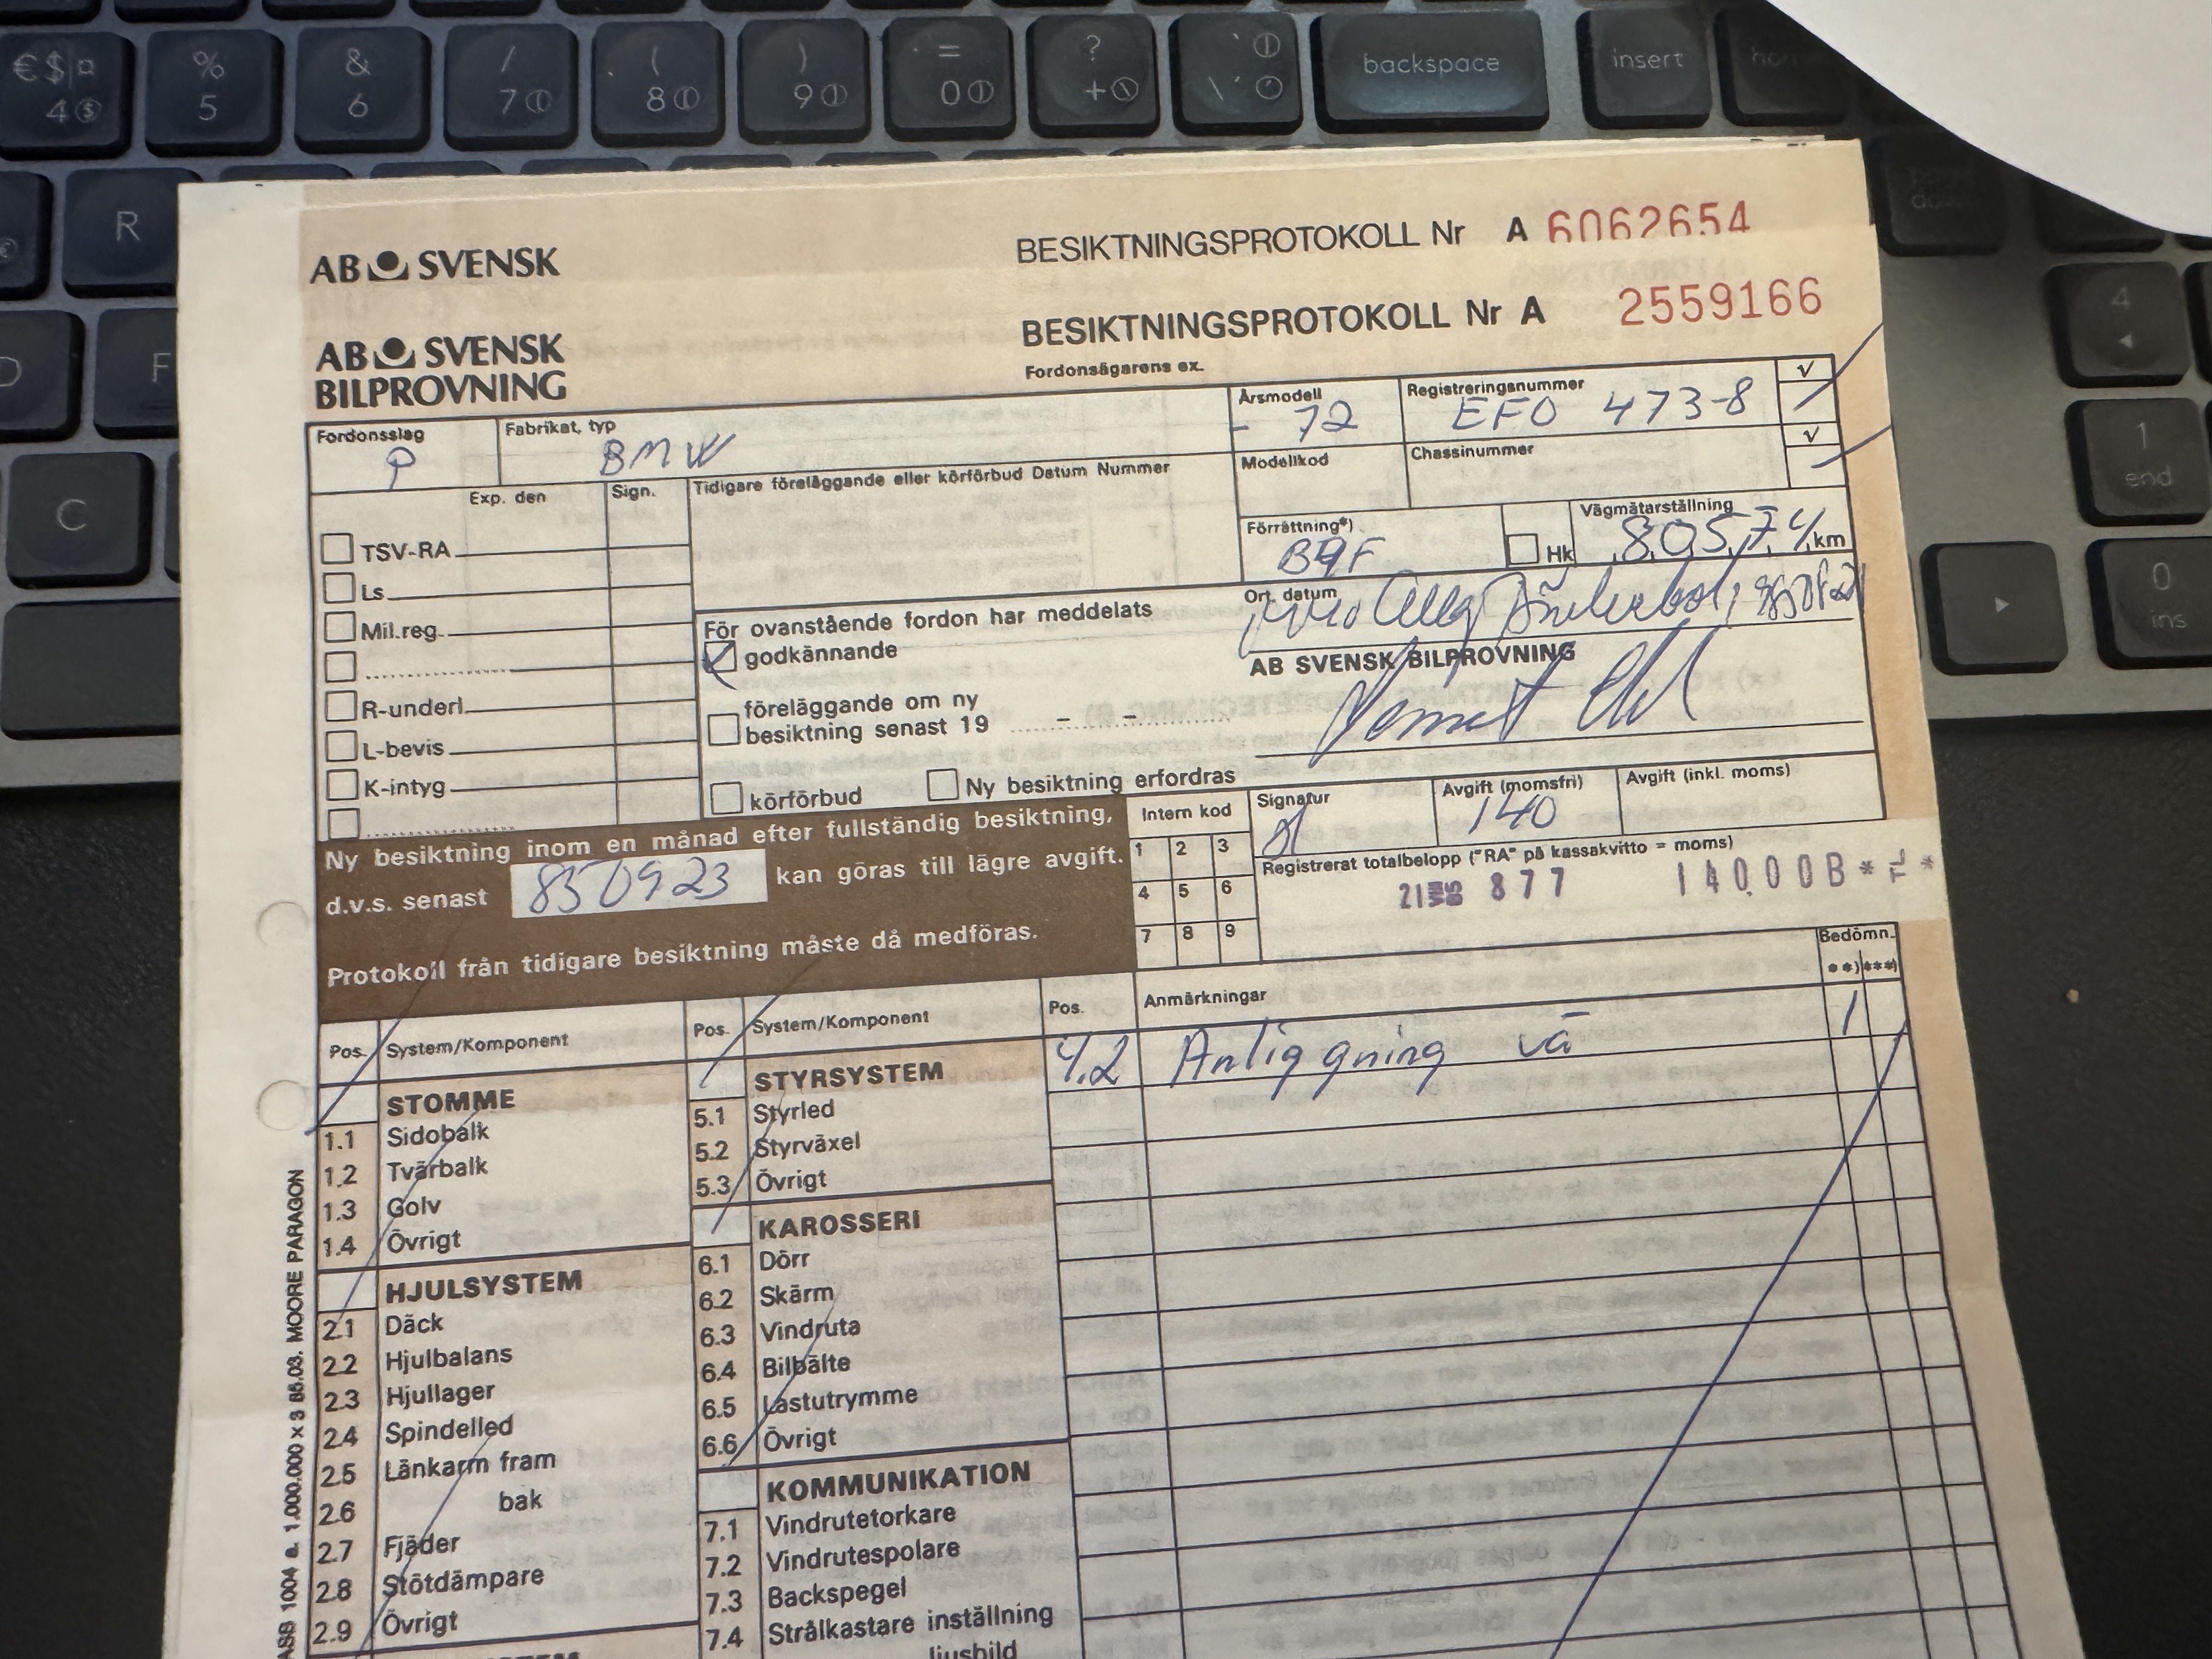 € $ ¤
4
%
5
&
6
/
7
(
8
)
9
=
0
?
+
\
backspace
insert
R
F
C
4
1
end
0
ins
AB SVENSK
BESIKTNINGSPROTOKOLL Nr A 6062654
AB SVENSK
BILPROVNING
BESIKTNINGSPROTOKOLL Nr A 2559166
Fordonsägarens ex.
Fordonsslag
P
Fabrikat, typ
BMW
Årsmodell
72
Registreringsnummer
EFO 473-8
√
Modellkod
Chassinummer
√
Exp. den
Sign.
Tidigare föreläggande eller körförbud Datum Nummer
Förrättning*)
Hk
Vägmätarställning
80574 km
TSV-RA
Ls
Mil.reg.
R-underl.
L-bevis
K-intyg
För ovanstående fordon har meddelats
godkännande
föreläggande om ny
besiktning senast 19 – –
körförbud
Ny besiktning erfordras
Ort, datum
AB SVENSK BILPROVNING
Ny besiktning inom en månad efter fullständig besiktning,
d.v.s. senast 850923 kan göras till lägre avgift.
Protokoll från tidigare besiktning måste då medföras.
Intern kod
1 2 3
4 5 6
7 8 9
Signatur
Avgift (momsfri)
140
Avgift (inkl. moms)
Registrerat totalbelopp ("RA" på kassakvitto = moms)
877 140.00B *
Pos. System/Komponent
STOMME
1.1 Sidobalk
1.2 Tvärbalk
1.3 Golv
1.4 Övrigt
HJULSYSTEM
2.1 Däck
2.2 Hjulbalans
2.3 Hjullager
2.4 Spindelled
2.5 Länkarm fram
2.6 bak
2.7 Fjäder
2.8 Stötdämpare
2.9 Övrigt
Pos. System/Komponent
STYRSYSTEM
5.1 Styrled
5.2 Styrväxel
5.3 Övrigt
KAROSSERI
6.1 Dörr
6.2 Skärm
6.3 Vindruta
6.4 Bilbälte
6.5 Lastutrymme
6.6 Övrigt
KOMMUNIKATION
7.1 Vindrutetorkare
7.2 Vindrutespolare
7.3 Backspegel
7.4 Strålkastare inställning
ljusbild
Pos. Anmärkningar
Bedömn.
**) ***)
4.2 Anliggning vä 1
ASB 1004 a. 1.000.000 x 3 85.03. MOORE PARAGON